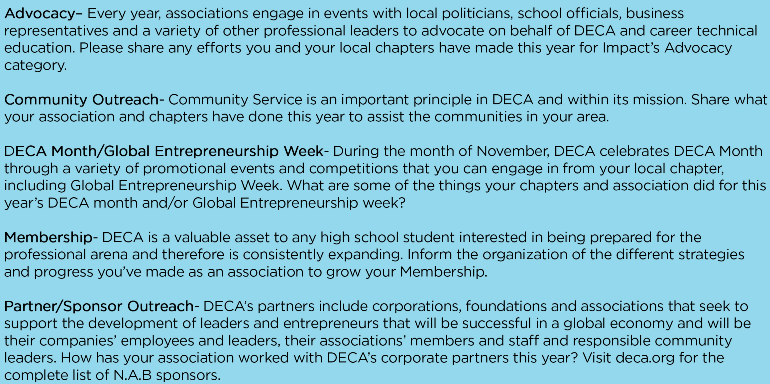 Advocacy– Every year, associations engage in events with local politicians, school officials, business
representatives and a variety of other professional leaders to advocate on behalf of DECA and career technical
education. Please share any efforts you and your local chapters have made this year for Impact's Advocacy
category.
Community Outreach- Community Service is an important principle in DECA and within its mission. Share what
your association and chapters have done this year to assist the communities in your area.
DECA Month/Global Entrepreneurship Week- During the month of November, DECA celebrates DECA Month
through a variety of promotional events and competitions that you can engage in from your local chapter,
including Global Entrepreneurship Week. What are some of the things your chapters and association did for this
year's DECA month and/or Global Entrepreneurship week?
Membership- DECA is a valuable asset to any high school student interested in being prepared for the
professional arena and therefore is consistently expanding. Inform the organization of the different strategies
and progress you've made as an association to grow your Membership.
Partner/Sponsor Outreach- DECA's partners include corporations, foundations and associations that seek to
support the development of leaders and entrepreneurs that will be successful in a global economy and will be
their companies' employees and leaders, their associations' members and staff and responsible community
leaders. How has your association worked with DECA's corporate partners this year? Visit deca.org for the
complete list of N.A.B sponsors.